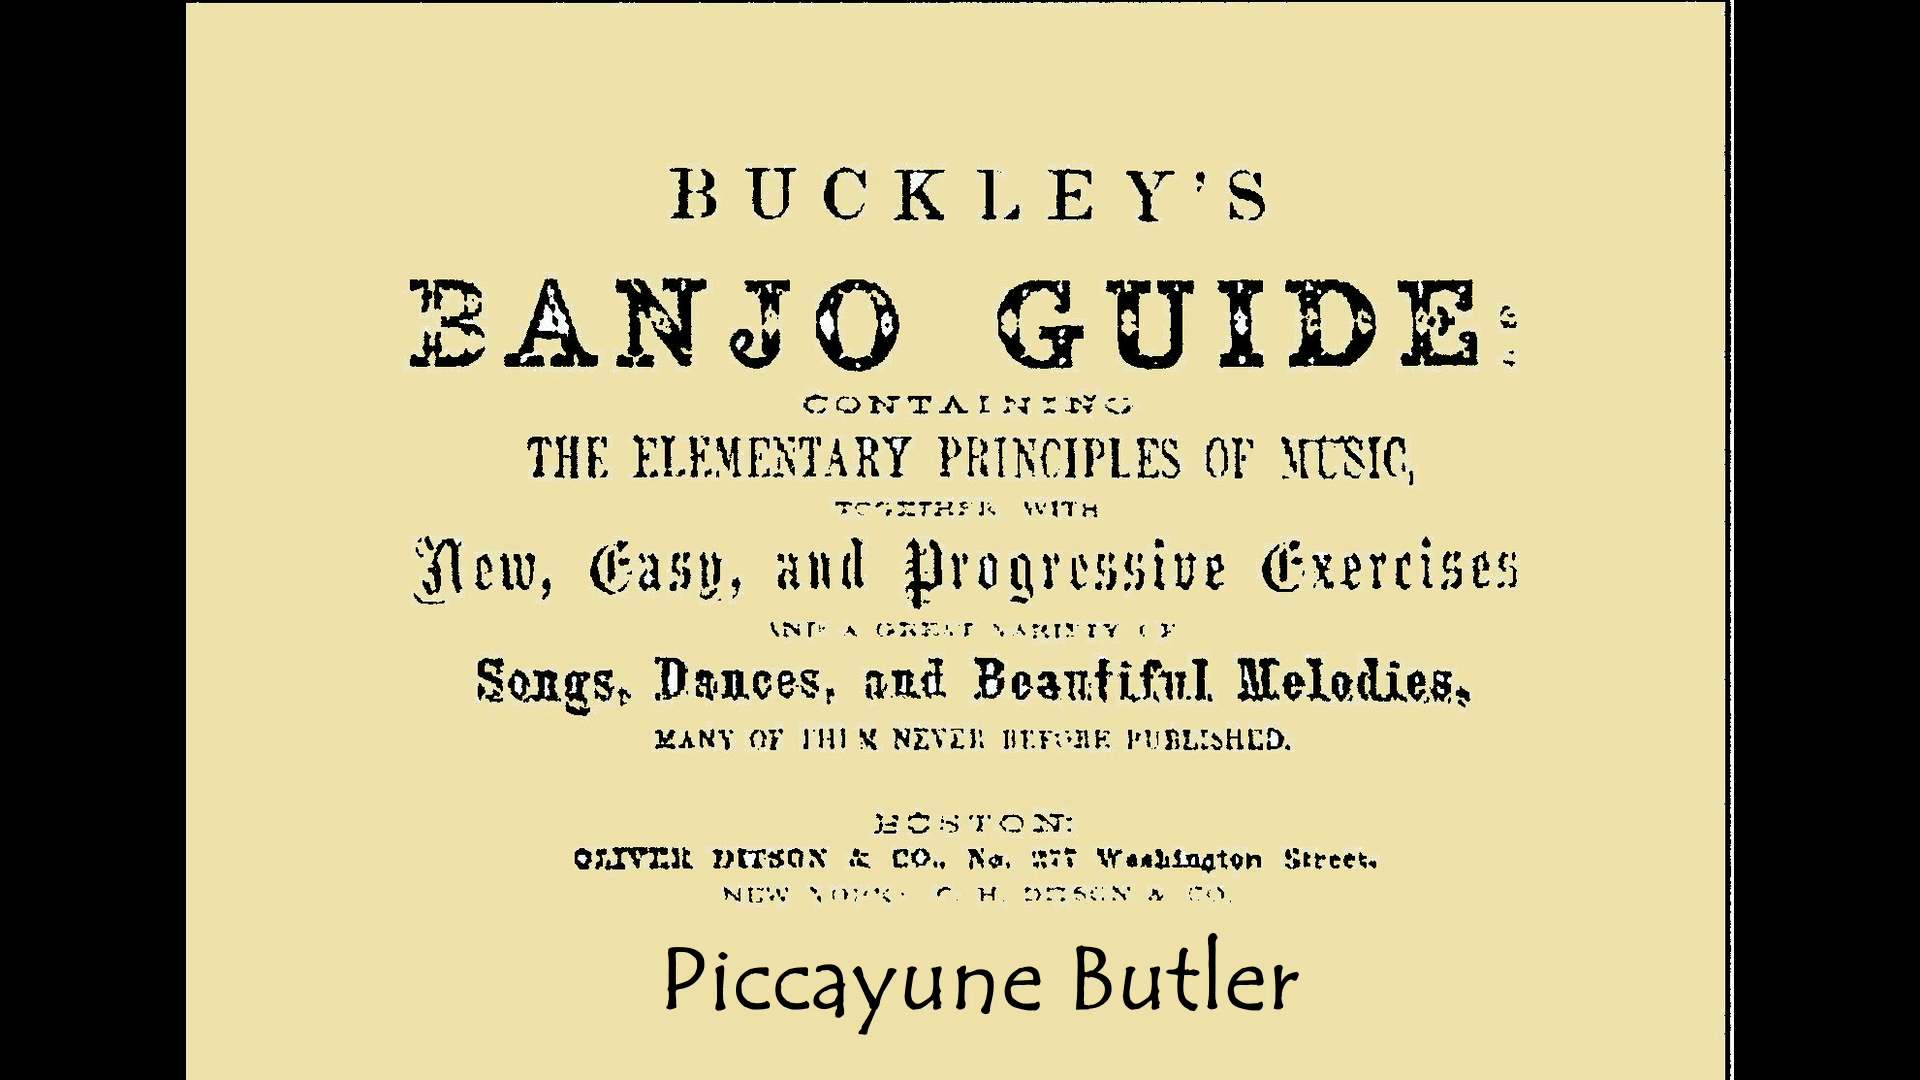 BUCKLEY'S
BANJO GUIDE:
CONTAINING
THE ELEMENTARY PRINCIPLES OF MUSIC,
TOGETHER WITH
New, Easy, and Progressive Exercises
AND A GREAT VARIETY OF
Songs, Dances, and Beautiful Melodies,
MANY OF THEM NEVER BEFORE PUBLISHED.
BOSTON:
OLIVER DITSON & CO., No. 277 Washington Street.
NEW YORK: C. H. DITSON & CO.
Piccayune Butler